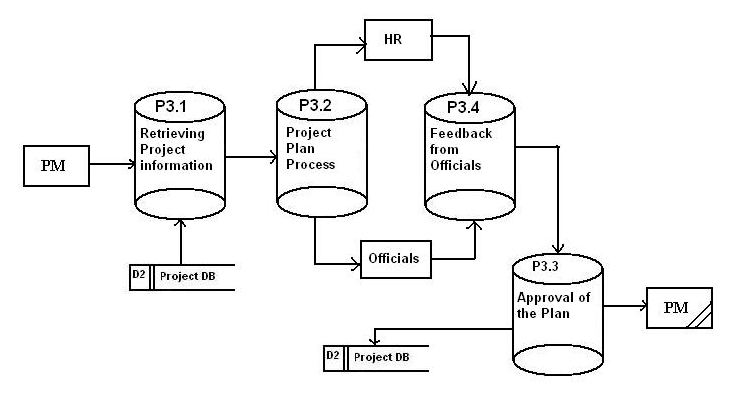 HR
P3.1
Retrieving
Project
information
P3.2
Project
Plan
Process
P3.4
Feedback
from
Officials
PM
D2
Project DB
Officials
P3.3
Approval of
the Plan
PM
D2
Project DB